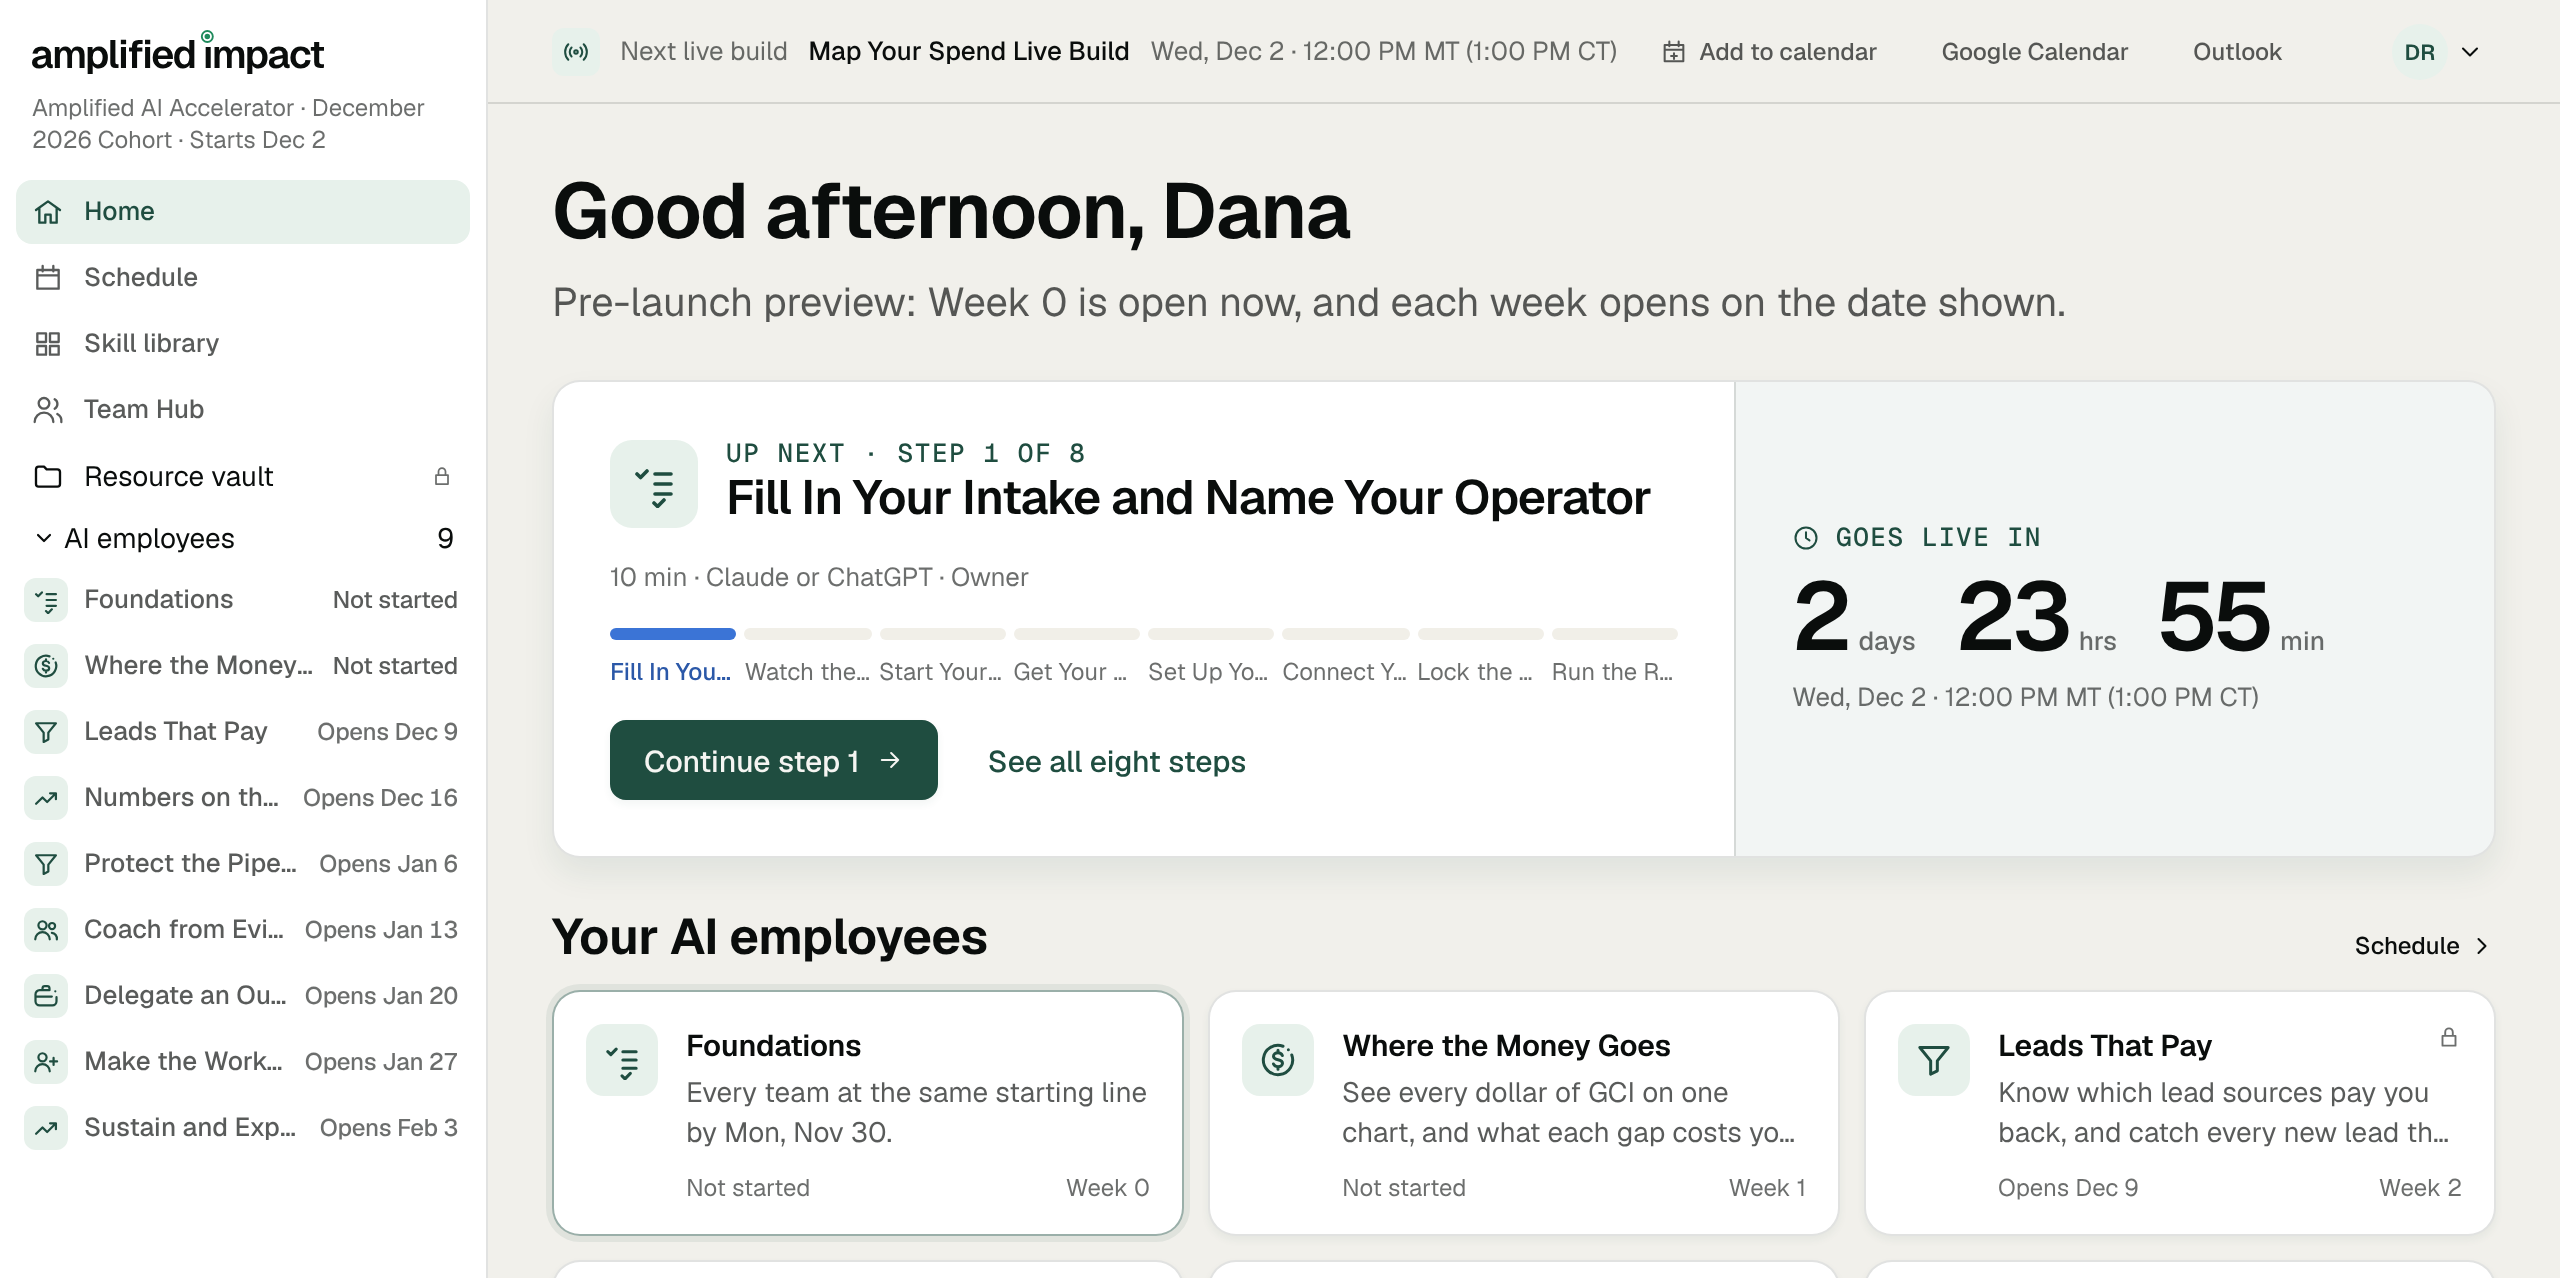 amplified impact
Amplified AI Accelerator · December
2026 Cohort · Starts Dec 2
Home
Schedule
Skill library
Team Hub
Resource vault
AI employees 9
Foundations Not started
Where the Money... Not started
Leads That Pay Opens Dec 9
Numbers on th... Opens Dec 16
Protect the Pipe... Opens Jan 6
Coach from Evi... Opens Jan 13
Delegate an Ou... Opens Jan 20
Make the Work... Opens Jan 27
Sustain and Exp... Opens Feb 3
Next live build Map Your Spend Live Build Wed, Dec 2 · 12:00 PM MT (1:00 PM CT) Add to calendar Google Calendar Outlook DR
Good afternoon, Dana
Pre-launch preview: Week 0 is open now, and each week opens on the date shown.
UP NEXT · STEP 1 OF 8
Fill In Your Intake and Name Your Operator
10 min · Claude or ChatGPT · Owner
Fill In You... Watch the... Start Your... Get Your ... Set Up Yo... Connect Y... Lock the ... Run the R...
Continue step 1 → See all eight steps
GOES LIVE IN
2 days 23 hrs 55 min
Wed, Dec 2 · 12:00 PM MT (1:00 PM CT)
Your AI employees
Schedule
Foundations
Every team at the same starting line
by Mon, Nov 30.
Not started Week 0
Where the Money Goes
See every dollar of GCI on one
chart, and what each gap costs yo...
Not started Week 1
Leads That Pay
Know which lead sources pay you
back, and catch every new lead th...
Opens Dec 9 Week 2